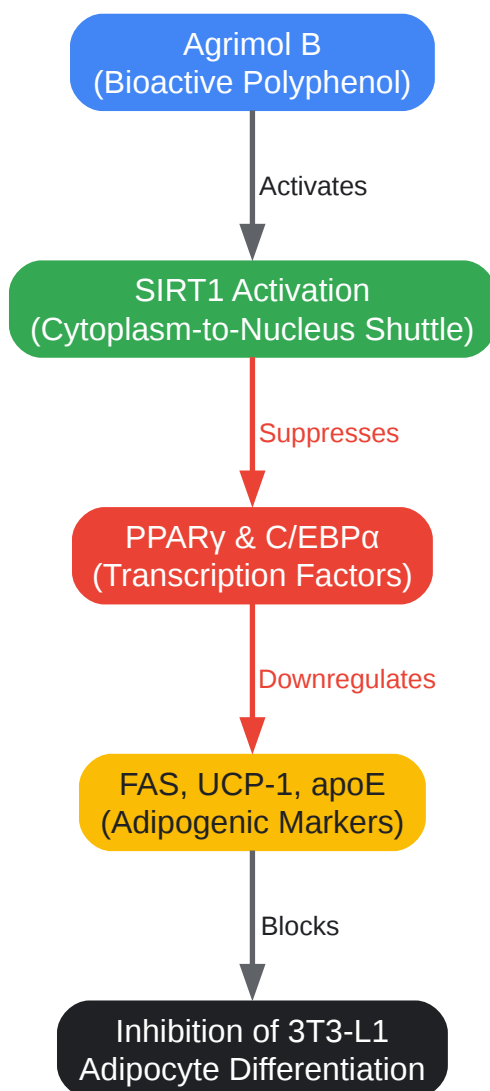 Agrimol B
(Bioactive Polyphenol)
Activates
SIRT1 Activation
(Cytoplasm-to-Nucleus Shuttle)
Suppresses
PPARγ & C/EBPα
(Transcription Factors)
Downregulates
FAS, UCP-1, apoE
(Adipogenic Markers)
Blocks
Inhibition of 3T3-L1
Adipocyte Differentiation